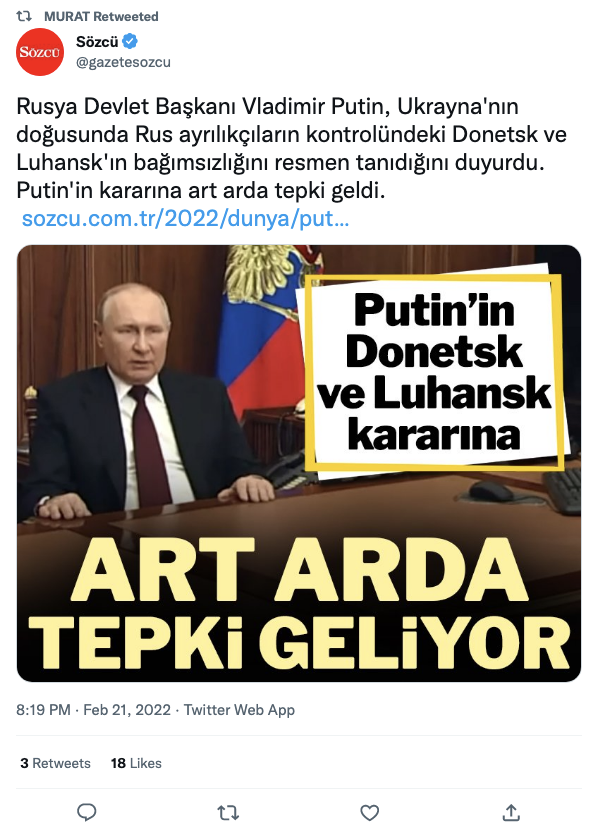 MURAT Retweeted
Sözcü
SÖZCÜ
@gazetesozcu
Rusya Devlet Başkanı Vladimir Putin, Ukrayna'nın
doğusunda Rus ayrılıkçıların kontrolündeki Donetsk ve
Luhansk'ın bağımsızlığını resmen tanıdığını duyurdu.
Putin'in kararına art arda tepki geldi.
sozcu.com.tr/2022/dunya/put...
Putin'in
Donetsk
ve Luhansk
kararına
ART ARDA
TEPKİ GELİYOR
8:19 PM · Feb 21, 2022 · Twitter Web App
3 Retweets 18 Likes